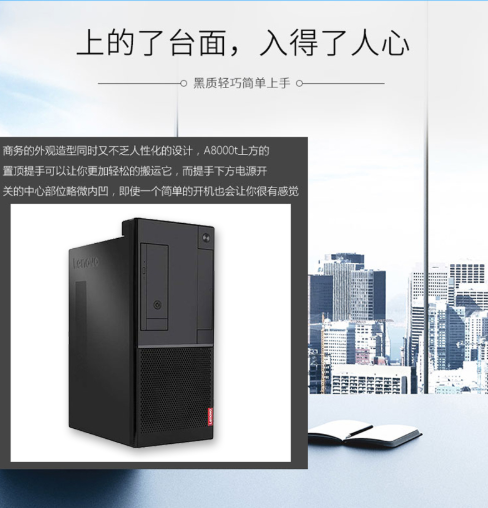 上的了台面，入得了人心
黑质轻巧简单上手
商务的外观造型同时又不乏人性化的设计，A8000t上方的
置顶提手可以让你更加轻松的搬运它，而提手下方电源开
关的中心部位略微内凹，即使一个简单的开机也会让你很有感觉
Lenovo
Lenovo